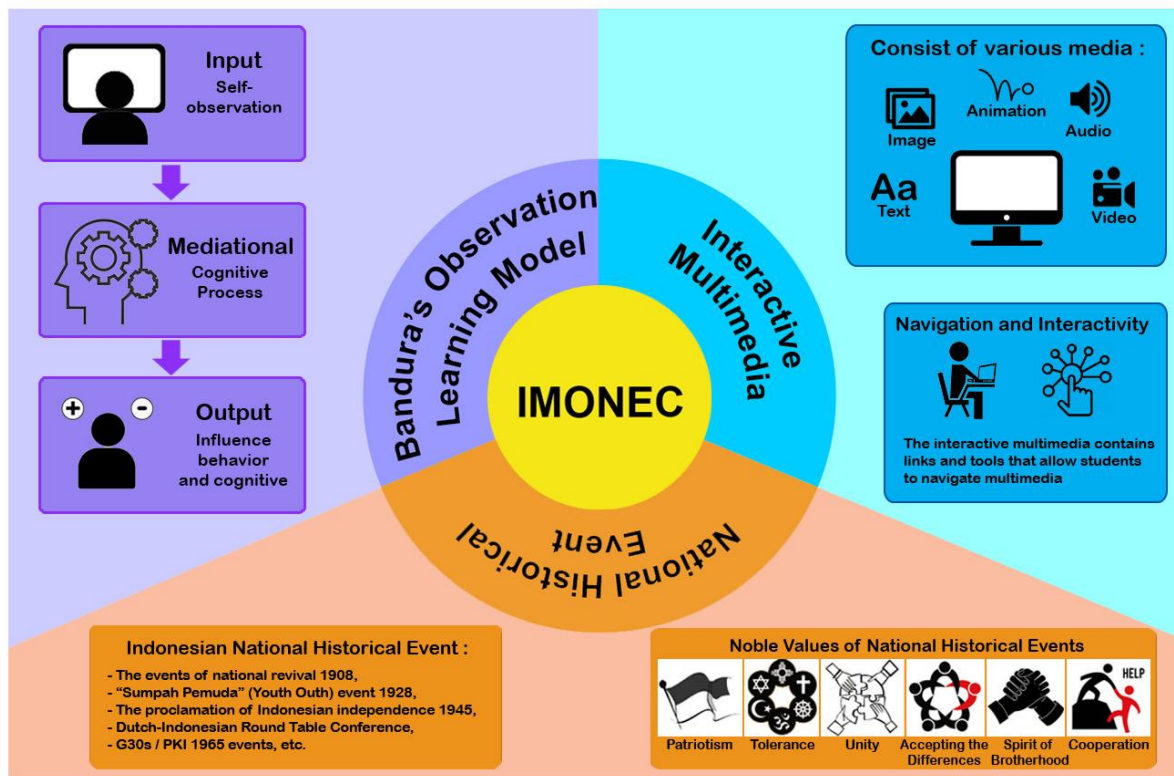 Input
Self-
observation
Mediational
Cognitive
Process
Output
Influence
behavior
and cognitive
Bandura's Observation
Learning Model
Interactive
Multimedia
IMONEC
National Historical
Event
Consist of various media :
Image
Animation
Audio
Aa
Text
Video
Navigation and Interactivity
The interactive multimedia contains
links and tools that allow students
to navigate multimedia
Indonesian National Historical Event :
- The events of national revival 1908,
- “Sumpah Pemuda” (Youth Outh) event 1928,
- The proclamation of Indonesian independence 1945,
- Dutch-Indonesian Round Table Conference,
- G30s / PKI 1965 events, etc.
Noble Values of National Historical Events
HELP
Patriotism
Tolerance
Unity
Accepting the
Differences
Spirit of
Brotherhood
Cooperation